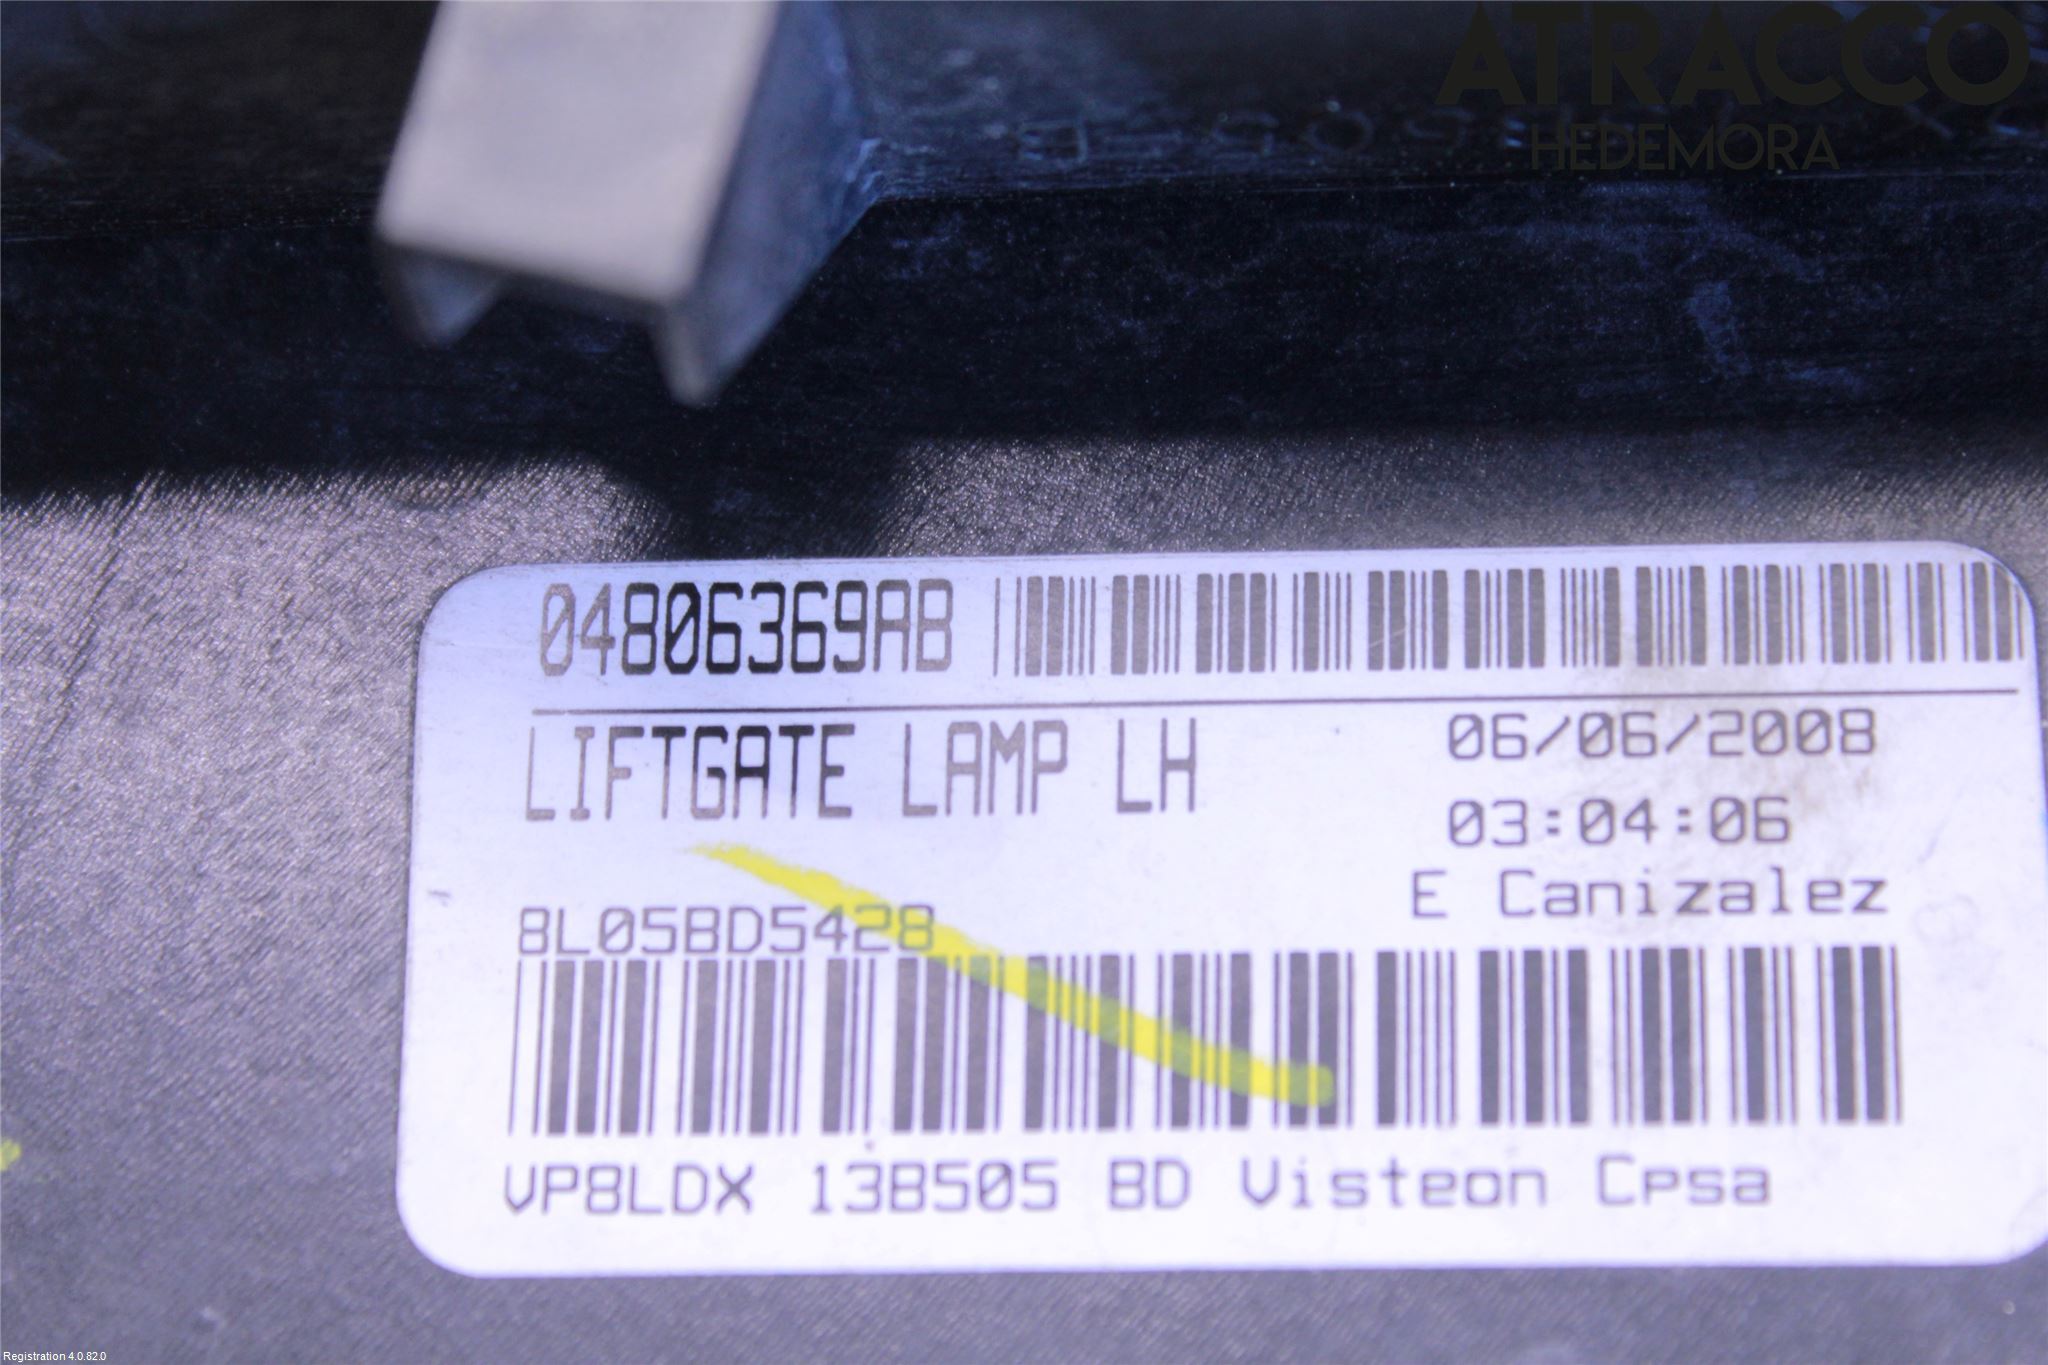 ATRACCO
HEDEMORA
04806369AB
LIFTGATE LAMP LH
06/06/2008
03:04:06
E Canizalez
8L05BD5428
VP8LDX 13B505 BD Visteon Cpsa
Registration 4.0.82.0